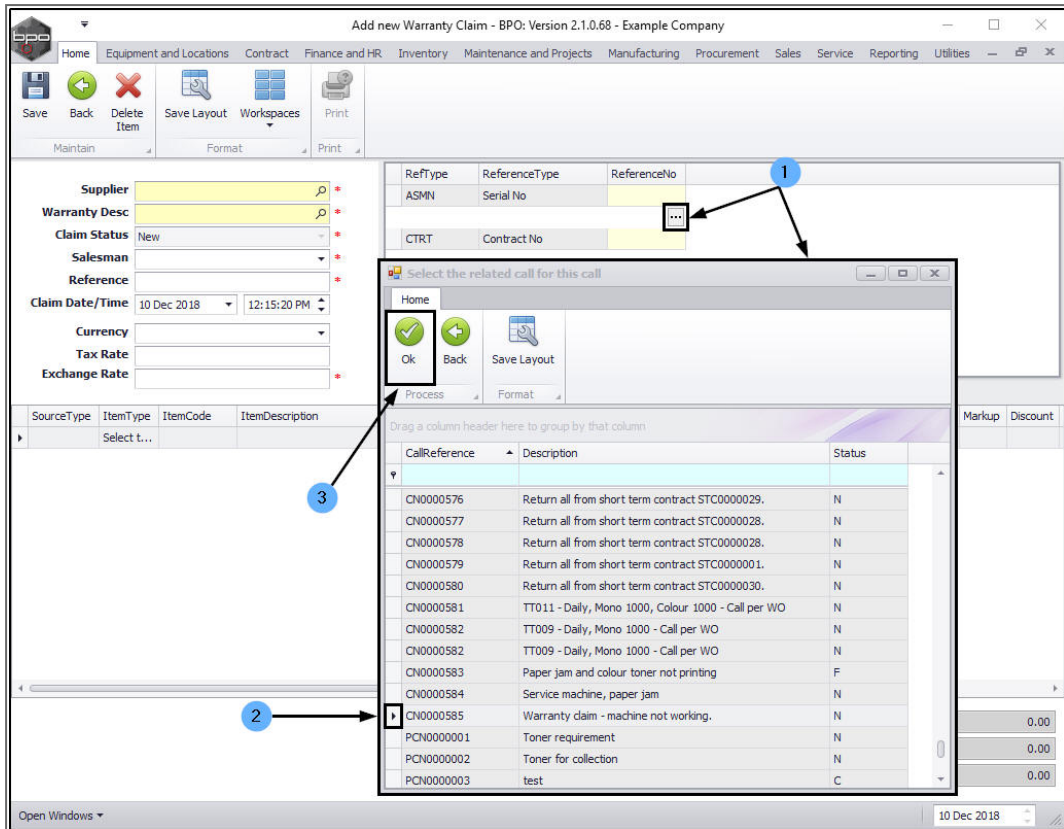 Add new Warranty Claim - BPO: Version 2.1.0.68 - Example Company
bpo
Home Equipment and Locations Contract Finance and HR Inventory Maintenance and Projects Manufacturing Procurement Sales Service Reporting Utilities
Save Back Delete Item Save Layout Workspaces Print
Maintain Format Print
Supplier *
Warranty Desc *
Claim Status New *
Salesman *
Reference *
Claim Date/Time 10 Dec 2018 12:15:20 PM
Currency
Tax Rate
Exchange Rate *
RefType ReferenceType ReferenceNo
ASMN Serial No
...
CTRT Contract No
1
Select the related call for this call
Home
Ok Back Save Layout
Process Format
Drag a column header here to group by that column
CallReference Description Status
CN0000576 Return all from short term contract STC0000029. N
CN0000577 Return all from short term contract STC0000028. N
CN0000578 Return all from short term contract STC0000028. N
CN0000579 Return all from short term contract STC0000001. N
CN0000580 Return all from short term contract STC0000030. N
CN0000581 TT011 - Daily, Mono 1000, Colour 1000 - Call per WO N
CN0000582 TT009 - Daily, Mono 1000 - Call per WO N
CN0000582 TT009 - Daily, Mono 1000 - Call per WO N
CN0000583 Paper jam and colour toner not printing F
CN0000584 Service machine, paper jam N
CN0000585 Warranty claim - machine not working. N
PCN0000001 Toner requirement N
PCN0000002 Toner for collection N
PCN0000003 test C
3
2
SourceType ItemType ItemCode ItemDescription Markup Discount
Select t...
0.00
0.00
0.00
Open Windows 10 Dec 2018